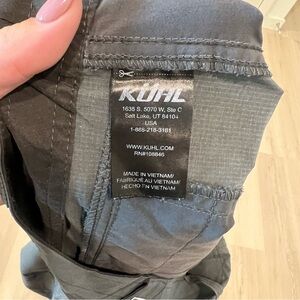 KÜHL
1635 S. 5070 W, Ste C
Salt Lake, UT 84104
USA
1-888-218-3181
WWW.KUHL.COM
RN#108846
MADE IN VIETNAM/
FABRIQUÉ AU VIETNAM/
HECHO EN VIETNAM